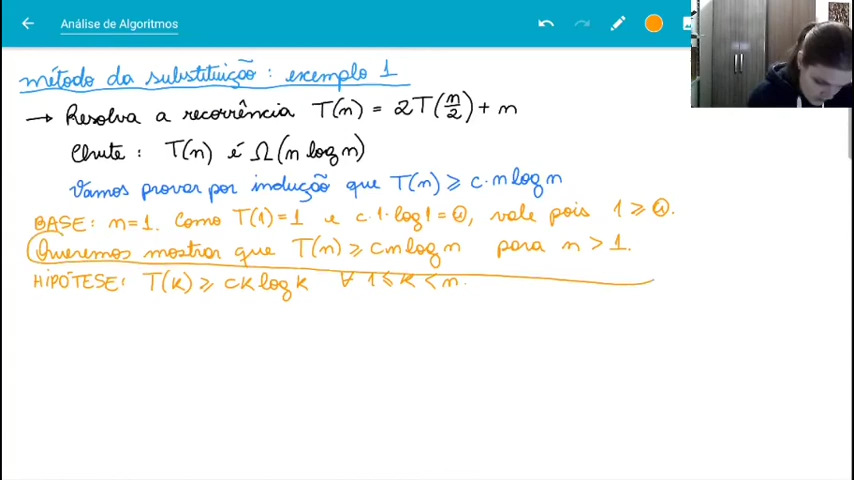 Análise de Algoritmos
método da substituição: exemplo 1
→ Resolva a recorrência T(n) = 2T(n/2) + n
Chute: T(n) é Ω(n log n)
Vamos provar por indução que T(n) ⩾ c·n log n
BASE: n=1. Como T(1)=1 e c·1·log 1 = 0, vale pois 1 ⩾ 0.
Queremos mostrar que T(n) ⩾ cn log n para n > 1.
HIPÓTESE: T(k) ⩾ ck log k ∀ 1 ⩽ k < n.